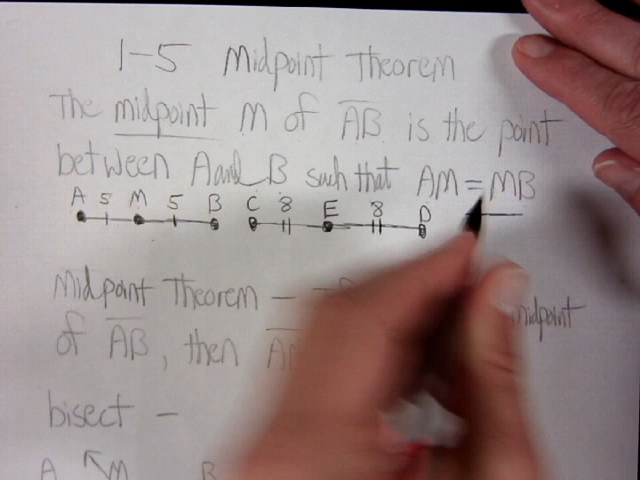 1-5 Midpoint Theorem
The midpoint M of AB is the point
between A and B such that AM = MB
A 5 M 5 B C 8 E 8 D
Midpoint Theorem -
midpoint
of AB, then
bisect -
A M B